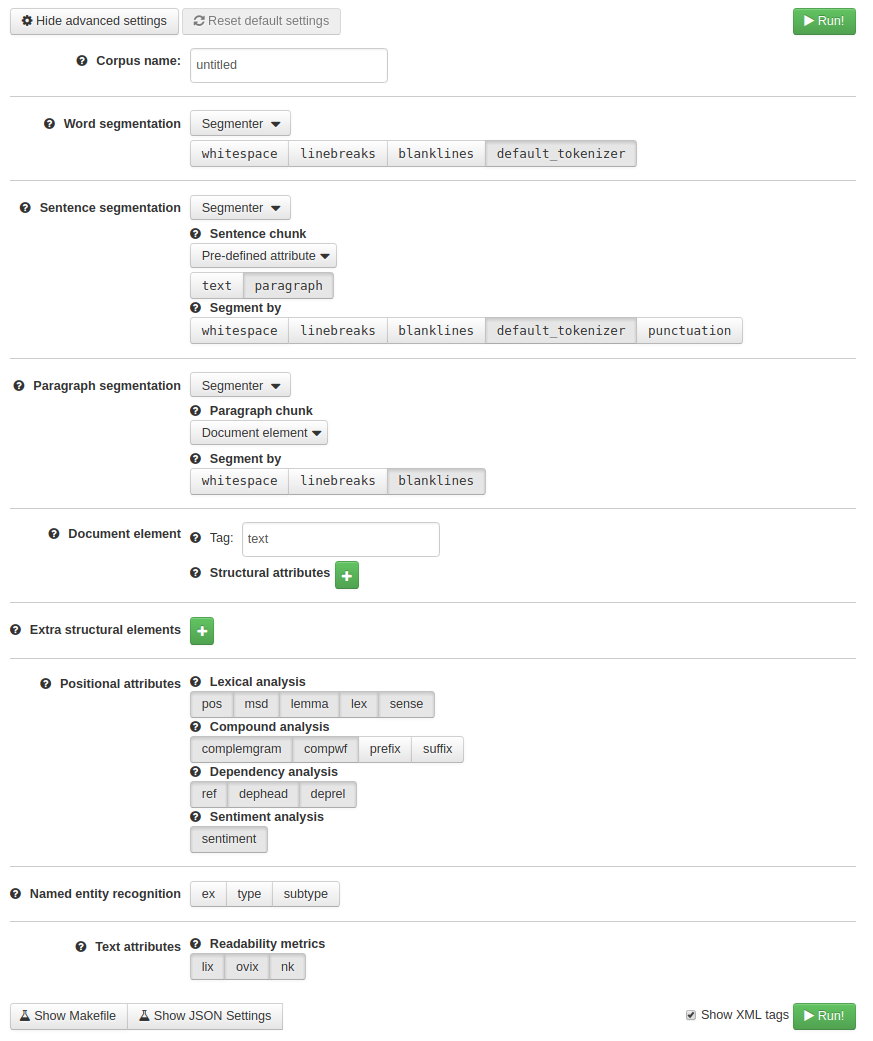 Hide advanced settings Reset default settings Run!
Corpus name: untitled
Word segmentation Segmenter
whitespace linebreaks blanklines default_tokenizer
Sentence segmentation Segmenter
Sentence chunk
Pre-defined attribute
text paragraph
Segment by
whitespace linebreaks blanklines default_tokenizer punctuation
Paragraph segmentation Segmenter
Paragraph chunk
Document element
Segment by
whitespace linebreaks blanklines
Document element Tag: text
Structural attributes
Extra structural elements
Positional attributes Lexical analysis
pos msd lemma lex sense
Compound analysis
complemgram compwf prefix suffix
Dependency analysis
ref dephead deprel
Sentiment analysis
sentiment
Named entity recognition ex type subtype
Text attributes Readability metrics
lix ovix nk
Show Makefile Show JSON Settings Show XML tags Run!